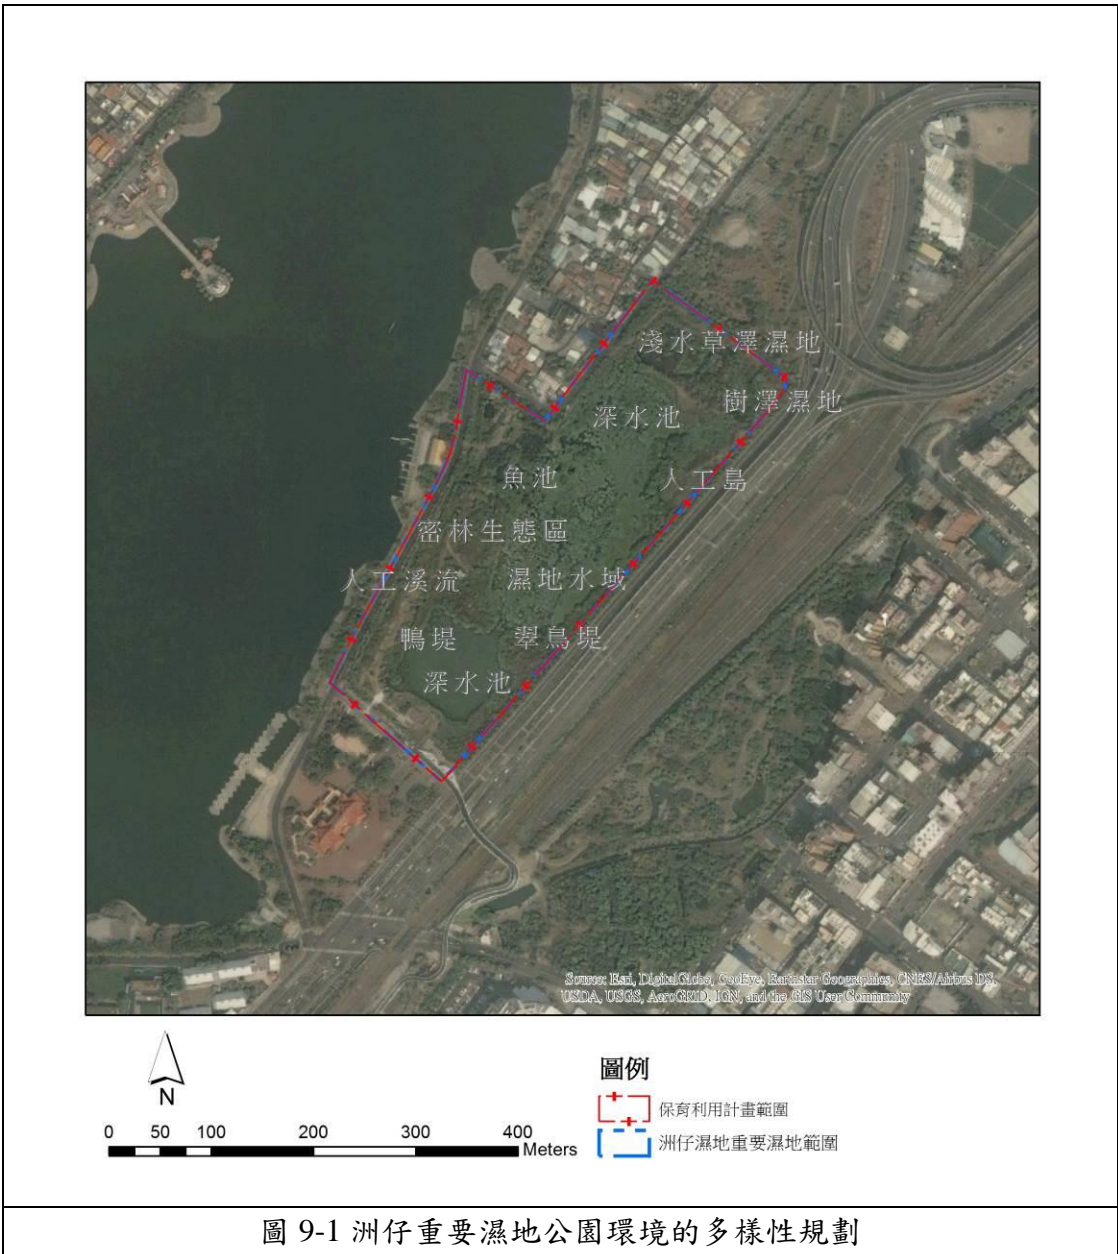 淺水草澤濕地
樹澤濕地
深水池
魚池
人工島
密林生態區
人工溪流
濕地水域
鴨堤
翠鳥堤
深水池
Source: Esri, DigitalGlobe, GeoEye, Earthstar Geographics, CNES/Airbus DS,
USDA, USGS, AeroGRID, IGN, and the GIS User Community
N
0 50 100 200 300 400
Meters
圖例
保育利用計畫範圍
洲仔濕地重要濕地範圍
圖 9-1 洲仔重要濕地公園環境的多樣性規劃